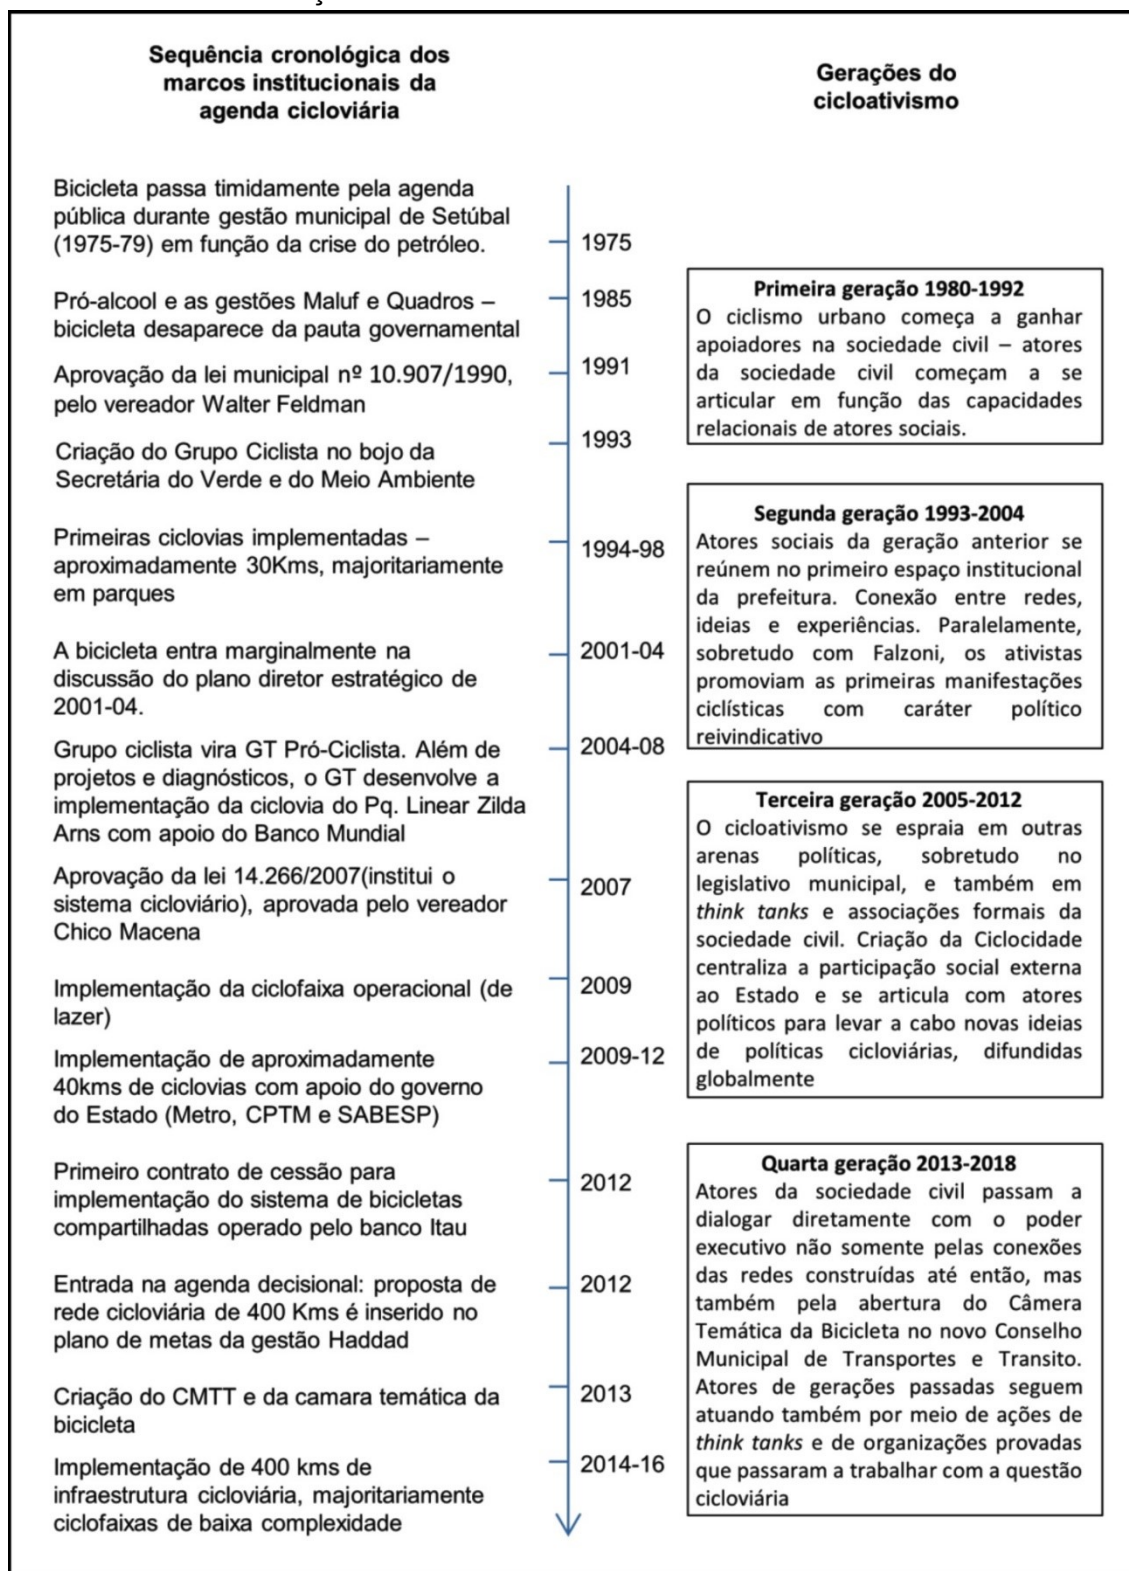 Sequência cronológica dos
marcos institucionais da
agenda cicloviária
Gerações do
cicloativismo
Bicicleta passa timidamente pela agenda
pública durante gestão municipal de Setúbal
(1975-79) em função da crise do petróleo.
1975
Pró-alcool e as gestões Maluf e Quadros –
bicicleta desaparece da pauta governamental
1985
Aprovação da lei municipal nº 10.907/1990,
pelo vereador Walter Feldman
1991
Criação do Grupo Ciclista no bojo da
Secretária do Verde e do Meio Ambiente
1993
Primeiras ciclovias implementadas –
aproximadamente 30Kms, majoritariamente
em parques
1994-98
A bicicleta entra marginalmente na
discussão do plano diretor estratégico de
2001-04.
2001-04
Grupo ciclista vira GT Pró-Ciclista. Além de
projetos e diagnósticos, o GT desenvolve a
implementação da ciclovia do Pq. Linear Zilda
Arns com apoio do Banco Mundial
2004-08
Aprovação da lei 14.266/2007(institui o
sistema cicloviário), aprovada pelo vereador
Chico Macena
2007
Implementação da ciclofaixa operacional (de
lazer)
2009
Implementação de aproximadamente
40kms de ciclovias com apoio do governo
do Estado (Metro, CPTM e SABESP)
2009-12
Primeiro contrato de cessão para
implementação do sistema de bicicletas
compartilhadas operado pelo banco Itau
2012
Entrada na agenda decisional: proposta de
rede cicloviária de 400 Kms é inserido no
plano de metas da gestão Haddad
2012
Criação do CMTT e da camara temática da
bicicleta
2013
Implementação de 400 kms de
infraestrutura cicloviária, majoritariamente
ciclofaixas de baixa complexidade
2014-16
Primeira geração 1980-1992
O ciclismo urbano começa a ganhar
apoiadores na sociedade civil – atores
da sociedade civil começam a se
articular em função das capacidades
relacionais de atores sociais.
Segunda geração 1993-2004
Atores sociais da geração anterior se
reúnem no primeiro espaço institucional
da prefeitura. Conexão entre redes,
ideias e experiências. Paralelamente,
sobretudo com Falzoni, os ativistas
promoviam as primeiras manifestações
ciclísticas com caráter político
reivindicativo
Terceira geração 2005-2012
O cicloativismo se espraia em outras
arenas políticas, sobretudo no
legislativo municipal, e também em
think tanks e associações formais da
sociedade civil. Criação da Ciclocidade
centraliza a participação social externa
ao Estado e se articula com atores
políticos para levar a cabo novas ideias
de políticas cicloviárias, difundidas
globalmente
Quarta geração 2013-2018
Atores da sociedade civil passam a
dialogar diretamente com o poder
executivo não somente pelas conexões
das redes construídas até então, mas
também pela abertura do Câmera
Temática da Bicicleta no novo Conselho
Municipal de Transportes e Transito.
Atores de gerações passadas seguem
atuando também por meio de ações de
think tanks e de organizações provadas
que passaram a trabalhar com a questão
cicloviária